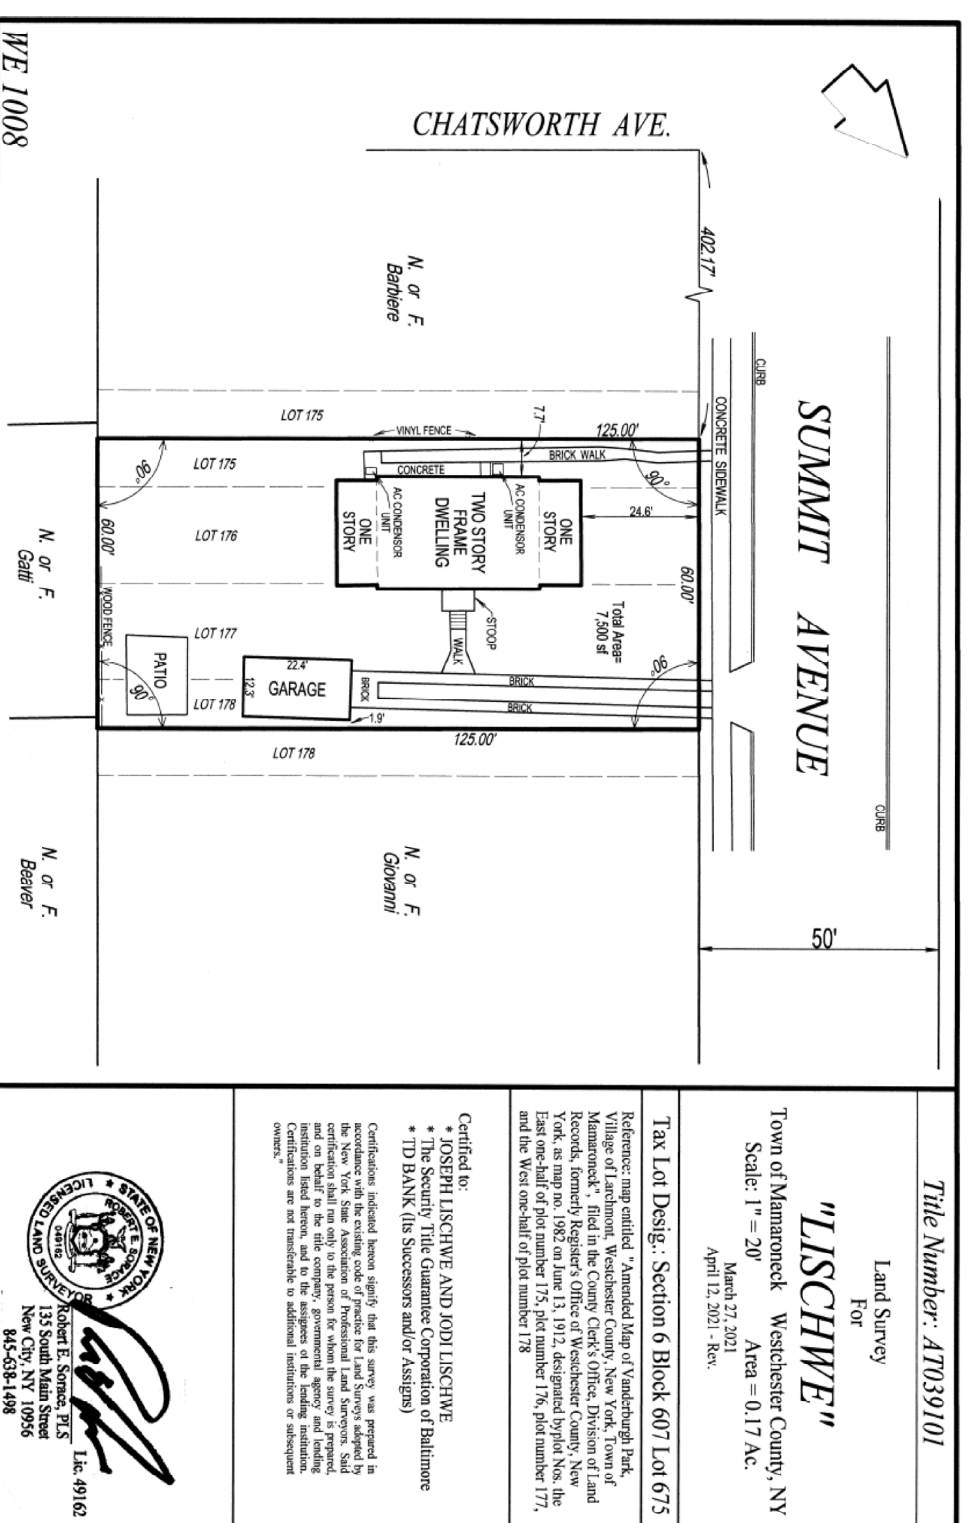 WE 1008
CHATSWORTH AVE.
402.17'
SUMMIT AVENUE
CURB
CURB
50'
CONCRETE SIDEWALK
N. or F.
Barbiere
LOT 175
125.00'
VINYL FENCE
7.7'
BRICK WALK
CONCRETE
LOT 175
90°
90°
AC CONDENSOR
UNIT
AC CONDENSOR
UNIT
24.6'
ONE
STORY
TWO STORY
FRAME
DWELLING
ONE
STORY
LOT 176
60.00'
60.00'
Total Area=
7,500 sf
STOOP
WALK
LOT 177
WOOD FENCE
PATIO
22.4'
12.3'
GARAGE
BRICK
BRICK
BRICK
1.9'
90°
90°
LOT 178
125.00'
LOT 178
N. or F.
Gatti
N. or F.
Giovanni
N. or F.
Beaver
Title Number: AT039101
Land Survey
For
"LISCHWE"
Town of Mamaroneck Westchester County, NY
Scale: 1" = 20' Area = 0.17 Ac.
March 27, 2021
April 12, 2021 - Rev.
Tax Lot Desig.: Section 6 Block 607 Lot 675
Reference: map entitled "Amended Map of Vanderburgh Park,
Village of Larchmont, Westchester County, New York, Town of
Mamaroneck", filed in the County Clerk's Office, Division of Land
Records, formerly Register's Office of Westchester County, New
York, as map no. 1982 on June 13, 1912, designated byplot Nos. the
East one-half of plot number 175, plot number 176, plot number 177,
and the West one-half of plot number 178
Certified to:
* JOSEPH LISCHWE AND JODI LISCHWE
* The Security Title Guarantee Corporation of Baltimore
* TD BANK (Its Successors and/or Assigns)
Certifications indicated hereon signify that this survey was prepared in
accordance with the existing code of practice for Land Surveys adopted by
the New York State Association of Professional Land Surveyors. Said
certification shall run only to the person for whom the survey is prepared,
and on behalf to the title company, governmental agency and lending
institution listed hereon, and to the assignees ot the lending institution.
Certifications are not transferable to additional institutions or subsequent
owners."
STATE OF NEW YORK
ROBERT E. SORACE
049162
LICENSED LAND SURVEYOR
Robert E. Sorace, PLS
135 South Main Street
New City, NY 10956
845-638-1498
Lic. 49162